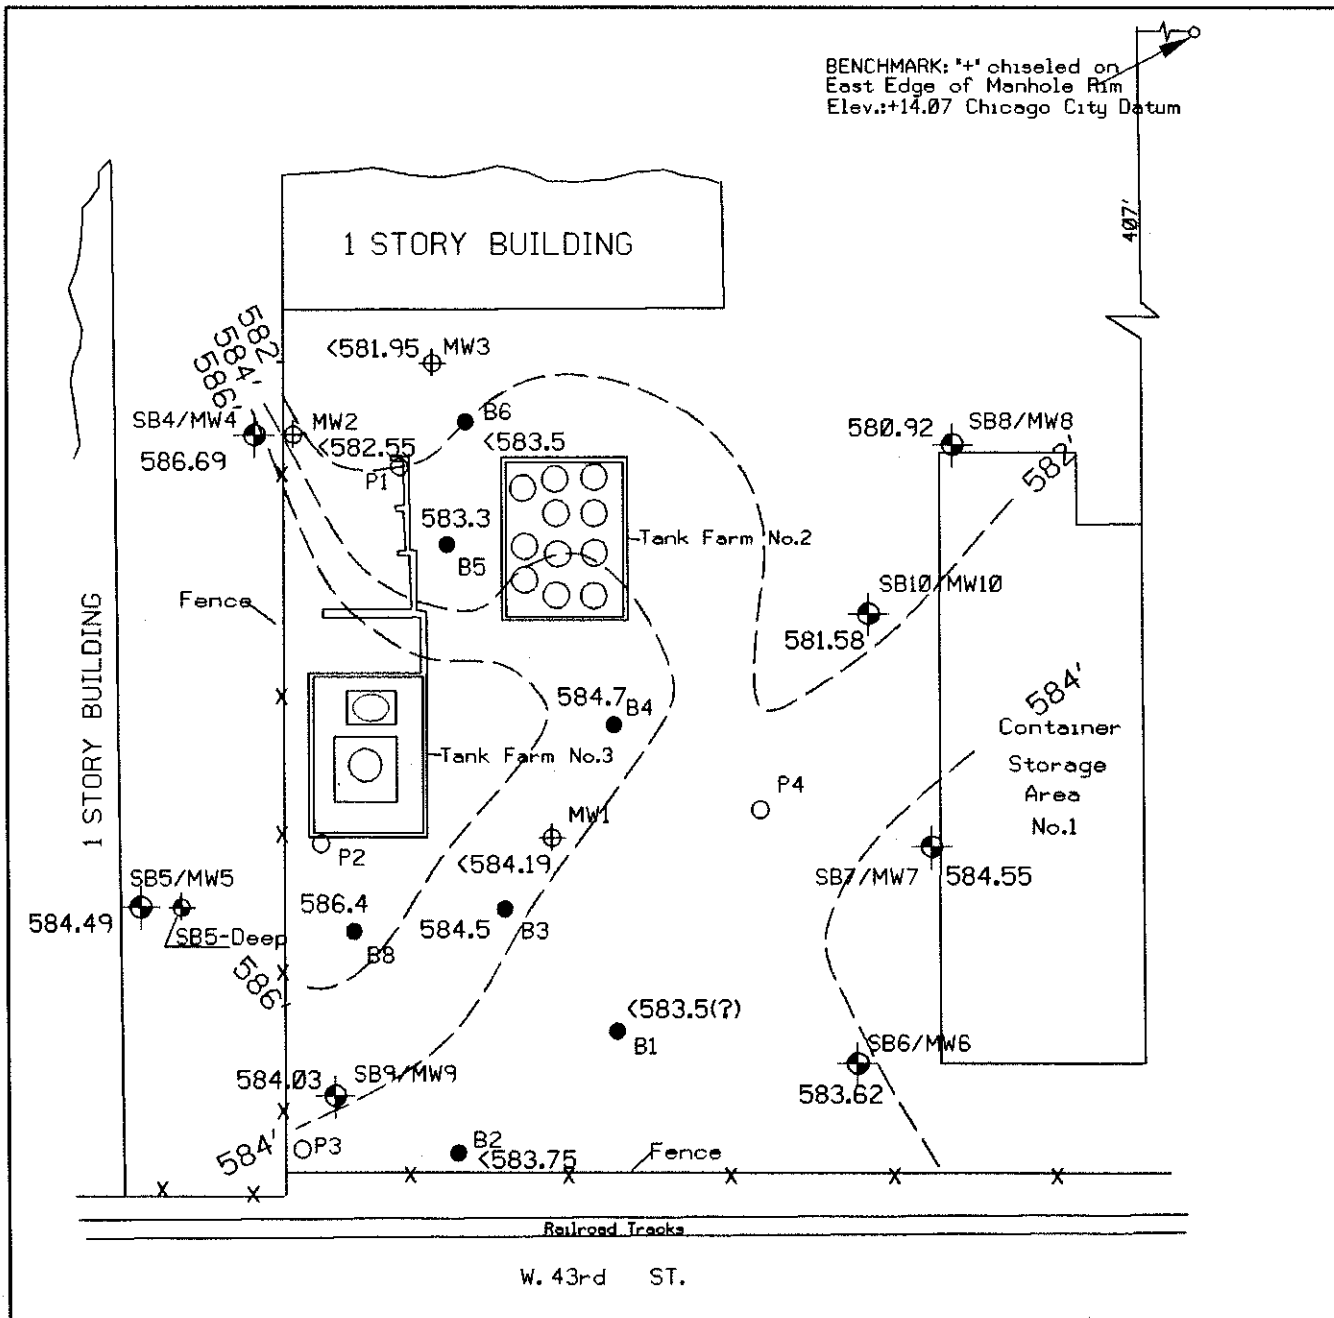 BENCHMARK: "+" chiseled on
East Edge of Manhole Rim
Elev.:+14.07 Chicago City Datum
407'
1 STORY BUILDING
582'
584'
586'
<581.95
MW3
SB4/MW4
586.69
MW2
<582.55
P1
B6
<583.5
580.92
SB8/MW8
582'
583.3
B5
Tank Farm No.2
Fence
SB10/MW10
581.58
1 STORY BUILDING
584.7
B4
584'
Container
Storage
Area
No.1
Tank Farm No.3
P4
MW1
<584.19
P2
SB7/MW7
584.55
SB5/MW5
584.49
SB5-Deep
586.4
B8
584.5
B3
586'
<583.5(?)
B1
SB6/MW6
583.62
584.03
SB9/MW9
584'
P3
B2
<583.75
Fence
X
X
X
X
X
X
X
X
X
X
X
X
Railroad Tracks
W. 43rd ST.